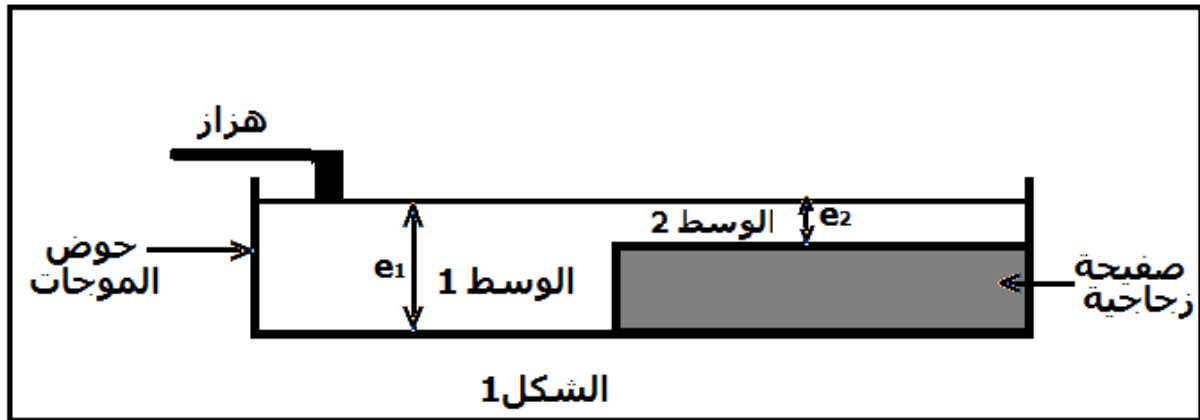 هزاز
حوض
الموجات
e1
الوسط 1
الوسط 2
e2
صفيحة
زجاجية
الشكل1